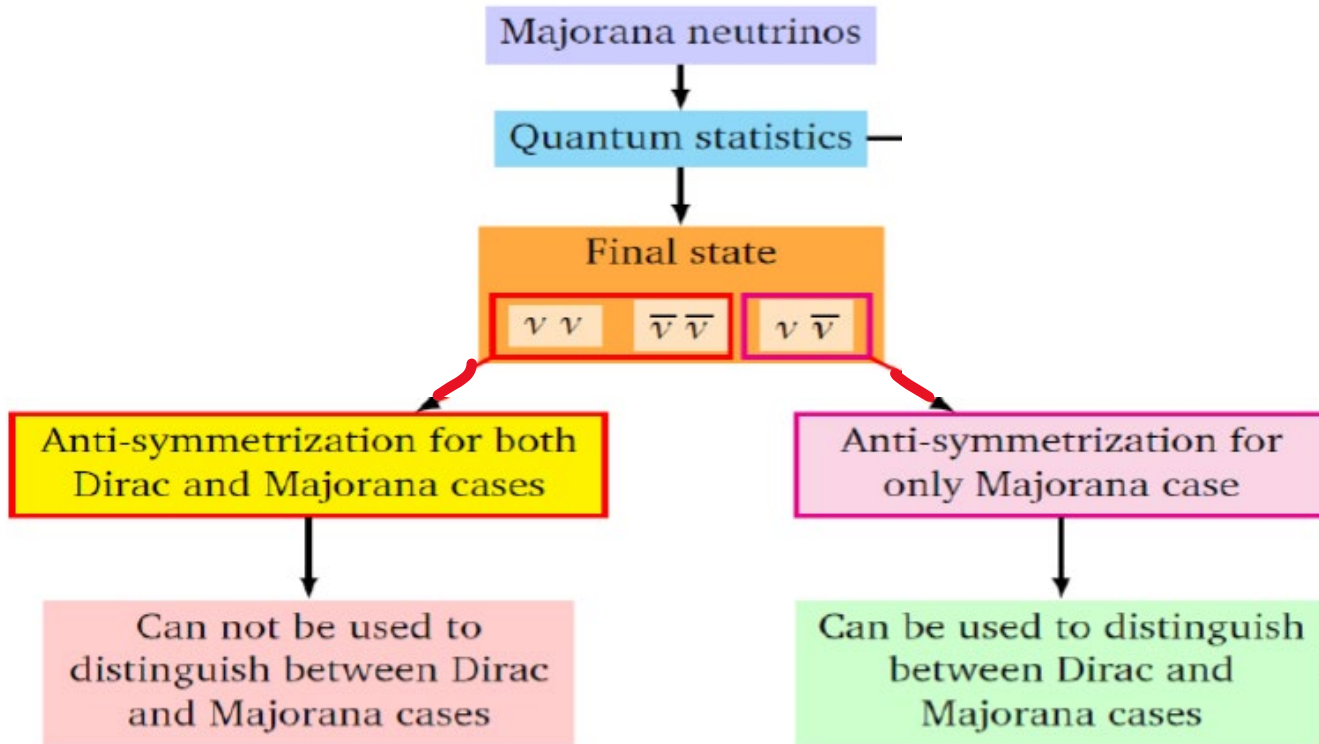 Majorana neutrinos
Quantum statistics
Final state
ν ν   ν̅ ν̅   ν ν̅
Anti-symmetrization for both
Dirac and Majorana cases
Anti-symmetrization for
only Majorana case
Can not be used to
distinguish between Dirac
and Majorana cases
Can be used to distinguish
between Dirac and
Majorana cases